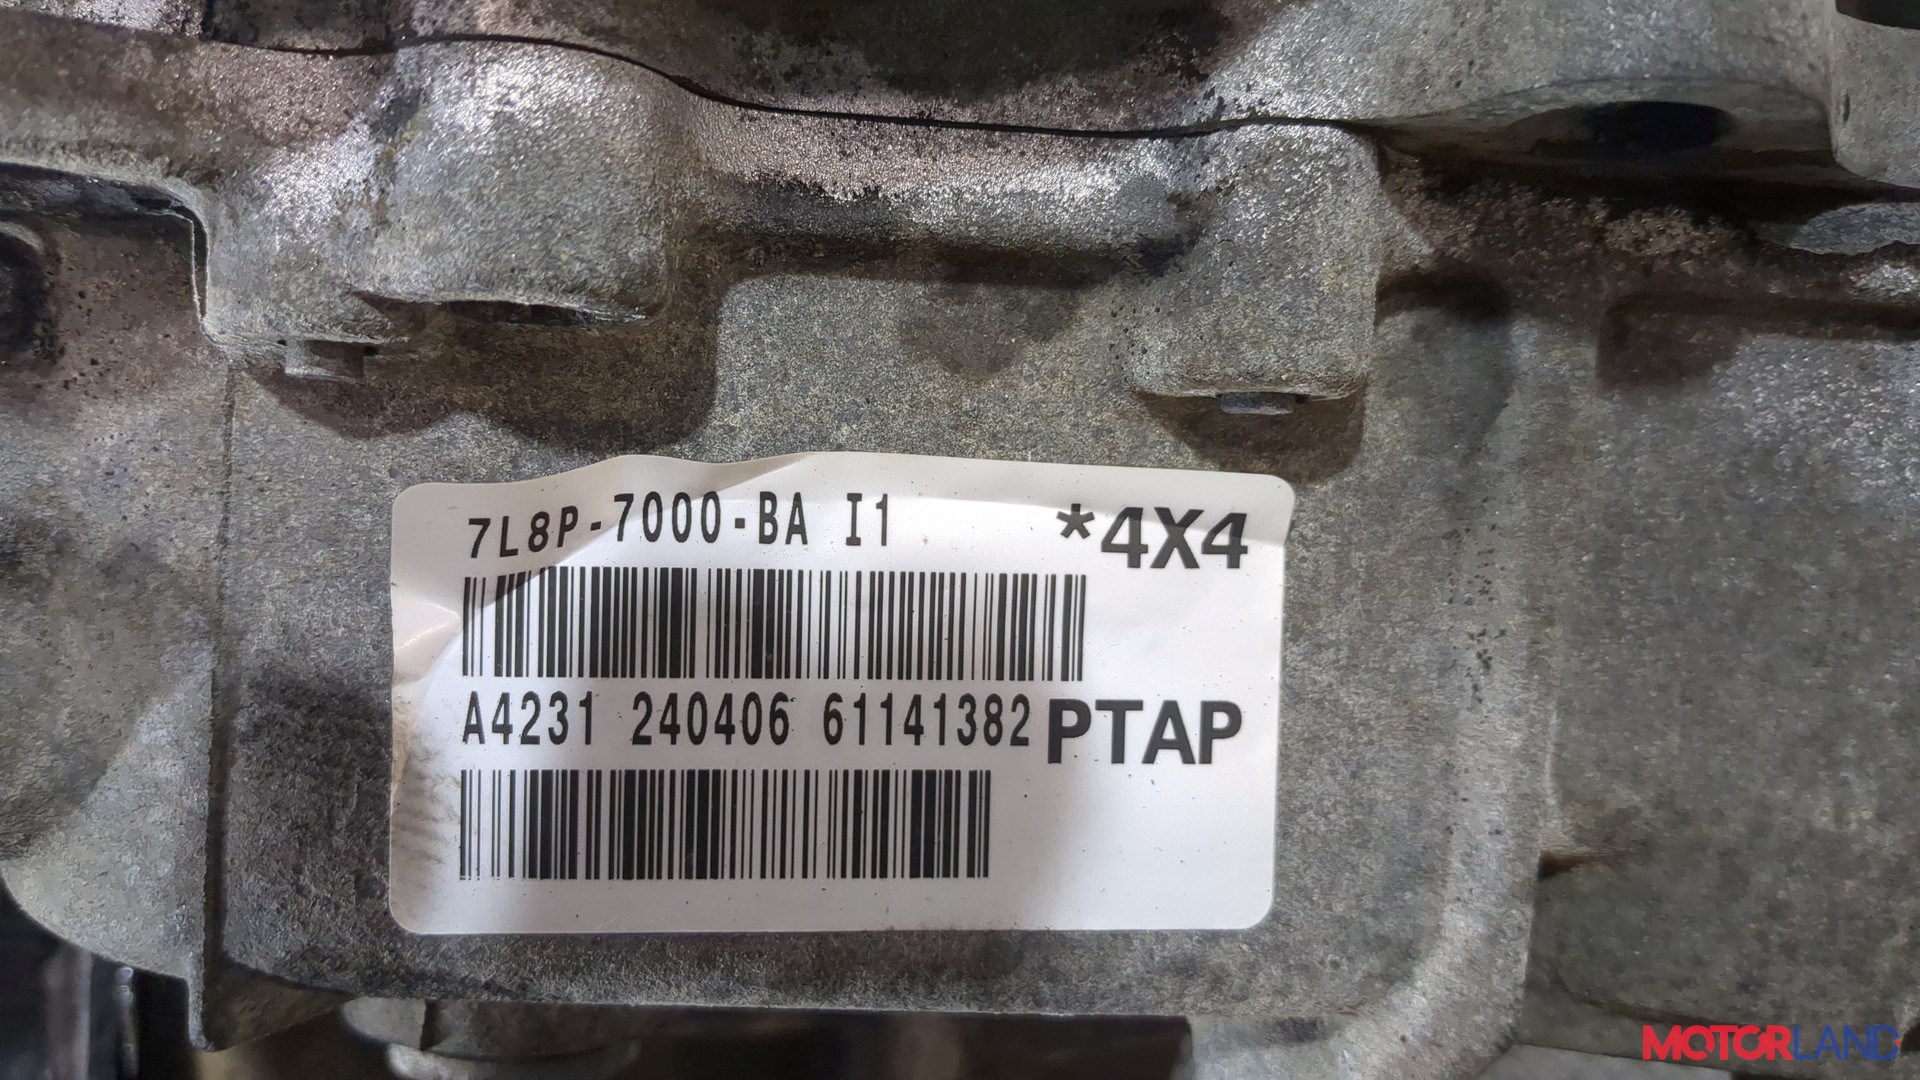 7L8P-7000-BA I1 *4X4
A4231 240406 61141382 PTAP
MOTORLAND